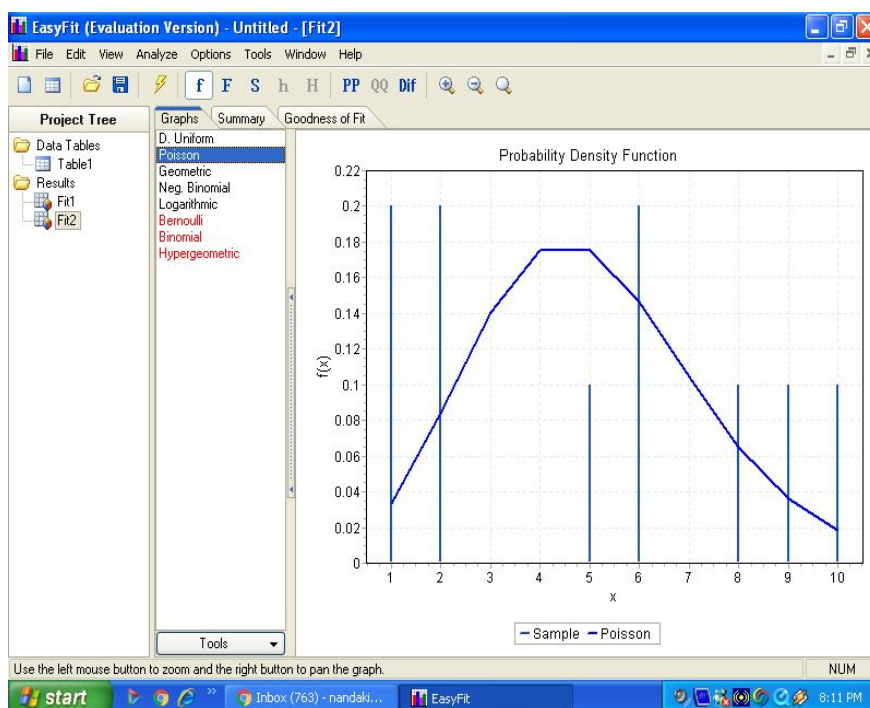 EasyFit (Evaluation Version) - Untitled - [Fit2]
File Edit View Analyze Options Tools Window Help
f F S h H PP QQ Dif
Project Tree
Data Tables
Table1
Results
Fit1
Fit2
Graphs Summary Goodness of Fit
D. Uniform
Poisson
Geometric
Neg. Binomial
Logarithmic
Bernoulli
Binomial
Hypergeometric
Tools
Probability Density Function
f(x)
0.22
0.2
0.18
0.16
0.14
0.12
0.1
0.08
0.06
0.04
0.02
0
1 2 3 4 5 6 7 8 9 10
x
Sample Poisson
Use the left mouse button to zoom and the right button to pan the graph. NUM
start » Inbox (763) - nandaki... EasyFit 8:11 PM